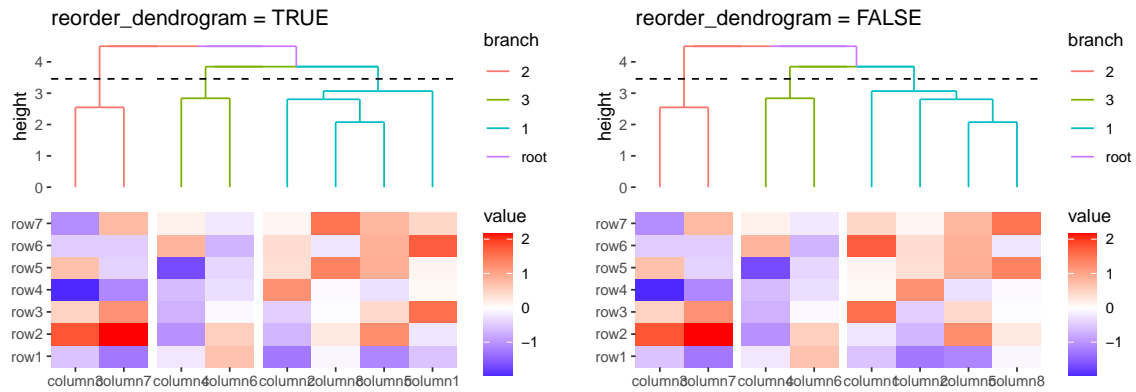 reorder_dendrogram = TRUE
branch
2
3
1
root
height
4
3
2
1
0
row7
row6
row5
row4
row3
row2
row1
column3 column7 column4 column6 column2 column8 column5 column1
value
2
1
0
−1
reorder_dendrogram = FALSE
branch
2
3
1
root
height
4
3
2
1
0
row7
row6
row5
row4
row3
row2
row1
column3 column7 column4 column6 column1 column2 column5 column8
value
2
1
0
−1